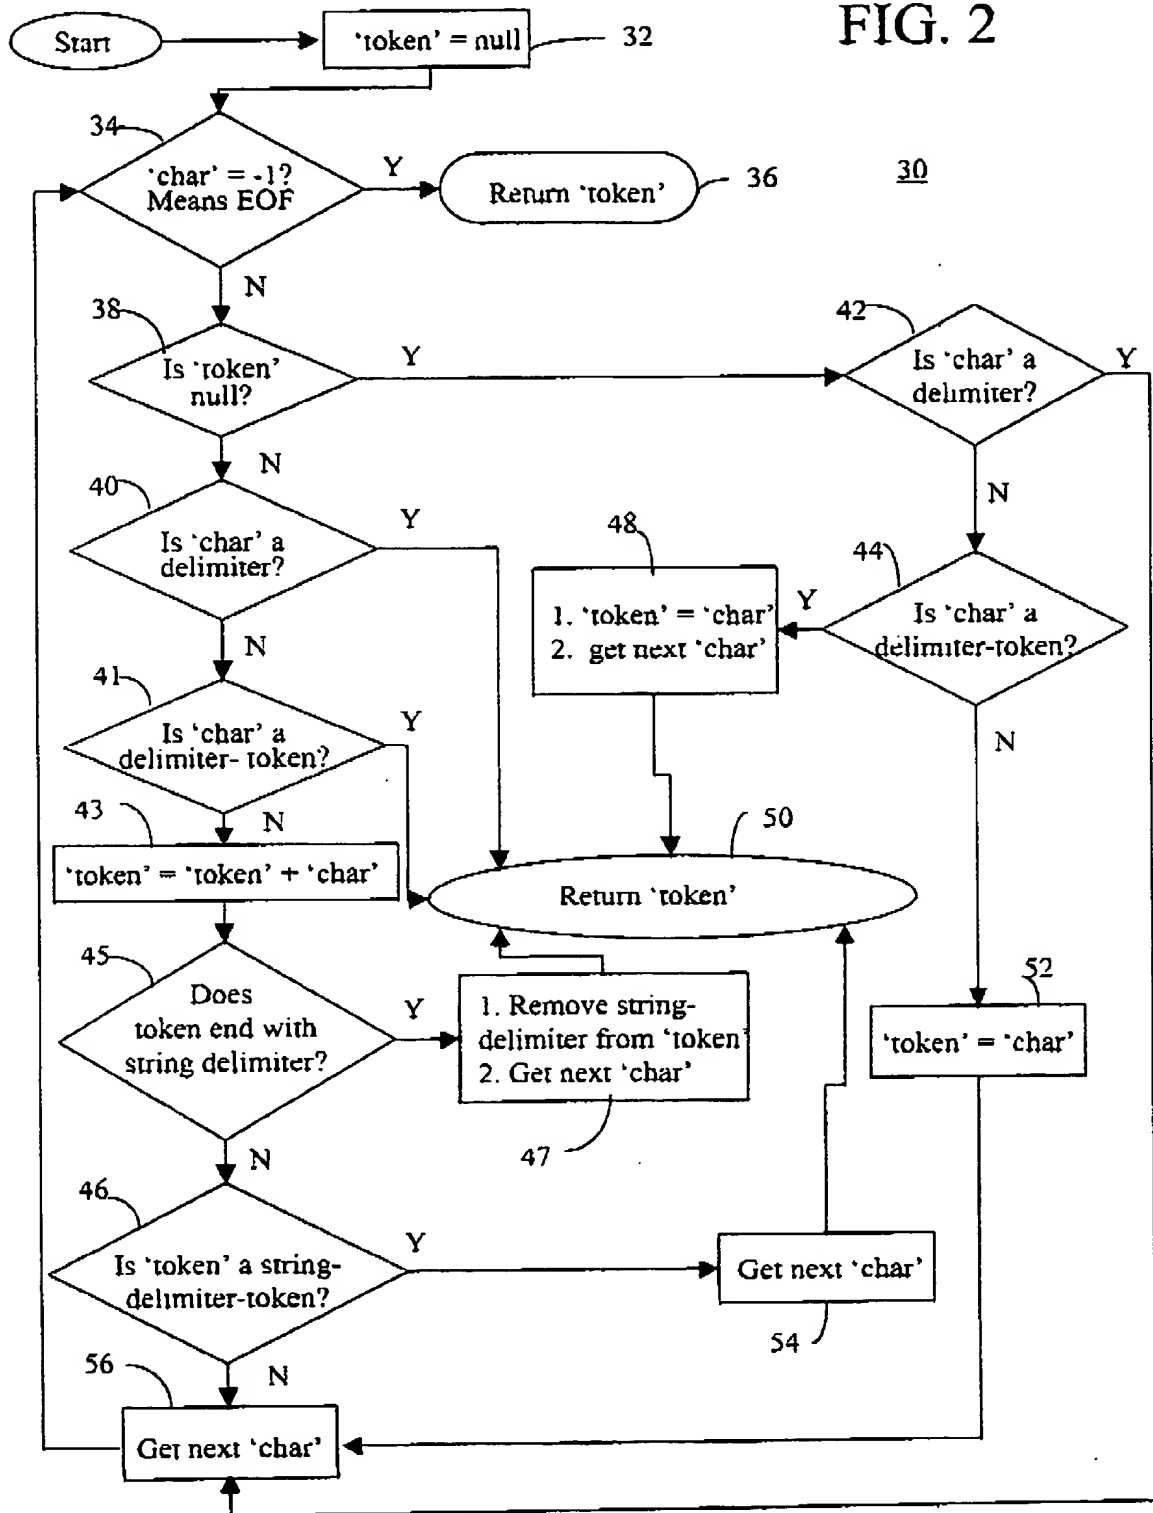 FIG. 2
Start
'token' = null
32
34
'char' = -1?
Means EOF
Y
Return 'token'
36
30
N
38
Is 'token'
null?
Y
42
Is 'char' a
delimiter?
Y
N
N
40
Is 'char' a
delimiter?
Y
48
1. 'token' = 'char'
2. get next 'char'
Y
44
Is 'char' a
delimiter-token?
N
N
41
Is 'char' a
delimiter- token?
Y
N
43
'token' = 'token' + 'char'
50
Return 'token'
45
Does
token end with
string delimiter?
Y
1. Remove string-
delimiter from 'token'
2. Get next 'char'
47
52
'token' = 'char'
N
46
Is 'token' a string-
delimiter-token?
Y
Get next 'char'
54
N
56
Get next 'char'